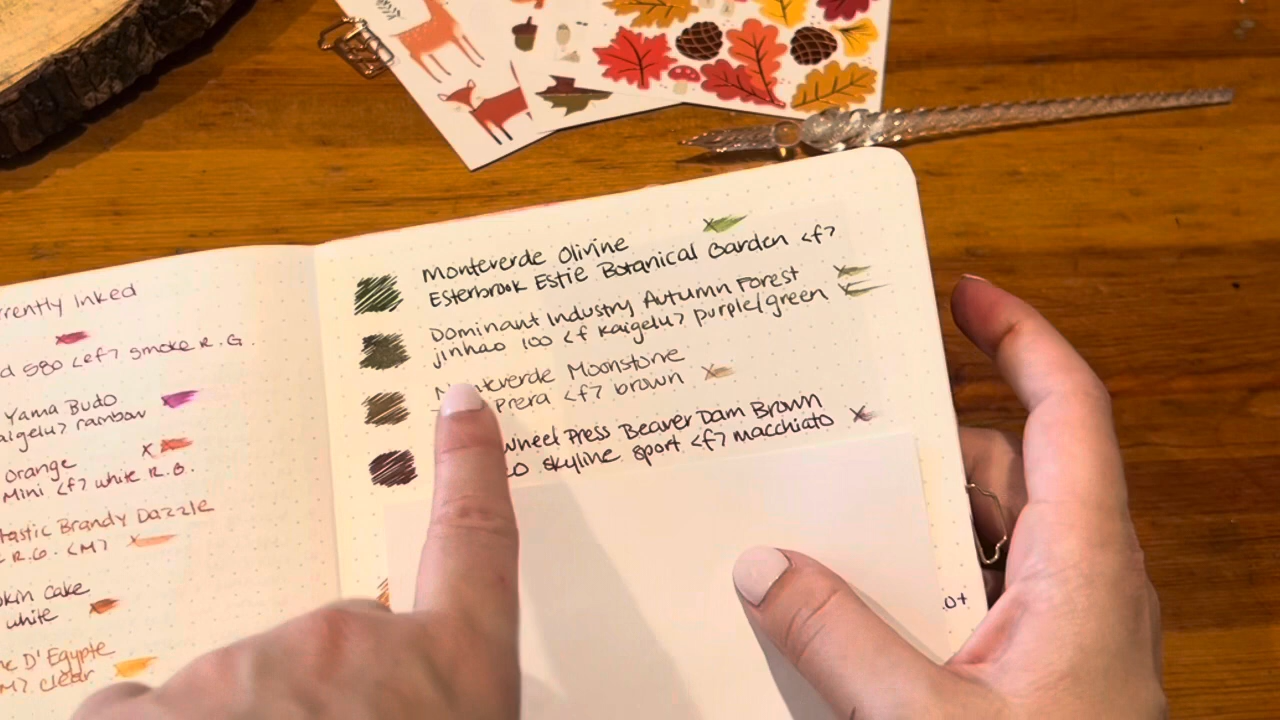 rrently Inked
d 580 <ef> smoke R.G.
Yama Budo
aigelu> rainbow
orange
Mini <f> white R.G.
tastic Brandy Dazzle
R.G. <M>
kin Cake
white
D'Egypte
M> clear
Monteverde Olivine
Esterbrook Estie Botanical Garden <f>
Dominant Industry Autumn Forest
Jinhao 100 <f Kaigelu> purple/green
Monteverde Moonstone
Prera <f> brown
wheel Press Beaver Dam Brown
skyline sport <f> macchiato